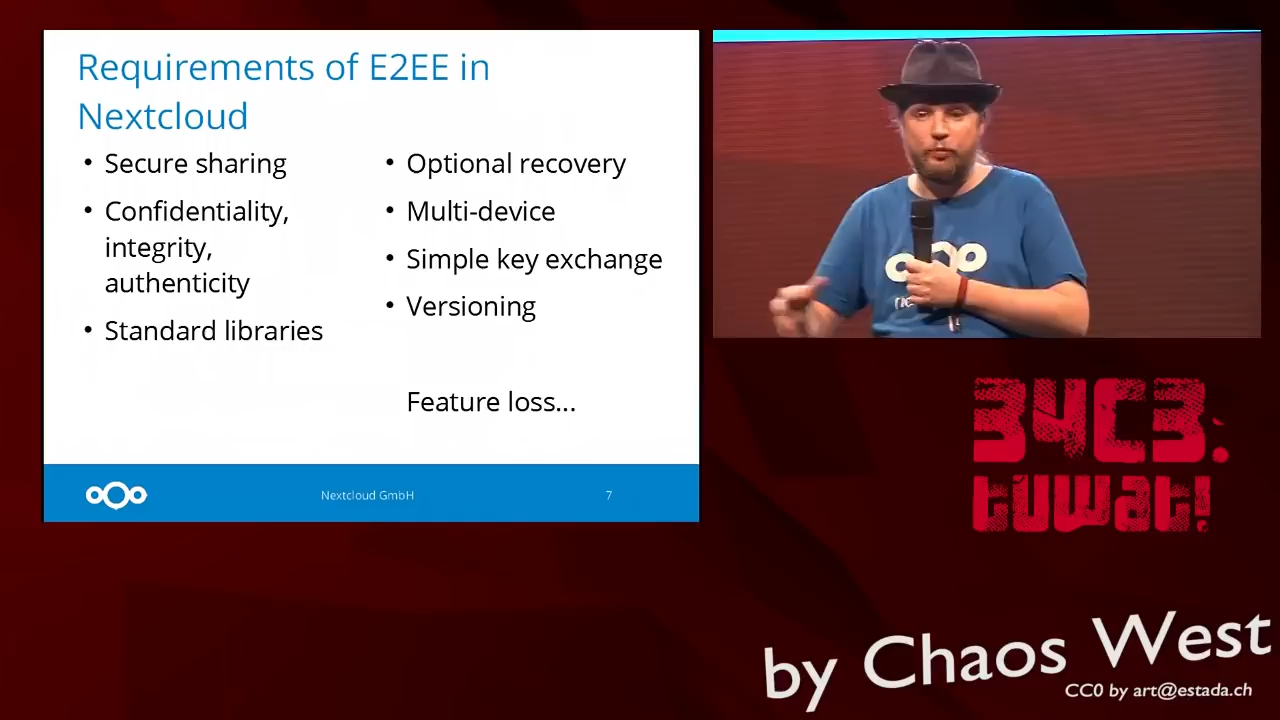 Requirements of E2EE in
Nextcloud
• Secure sharing
• Confidentiality,
integrity,
authenticity
• Standard libraries
• Optional recovery
• Multi-device
• Simple key exchange
• Versioning
Feature loss...
Nextcloud GmbH
7
34C3:
tuwat!
by Chaos West
CC0 by art@estada.ch